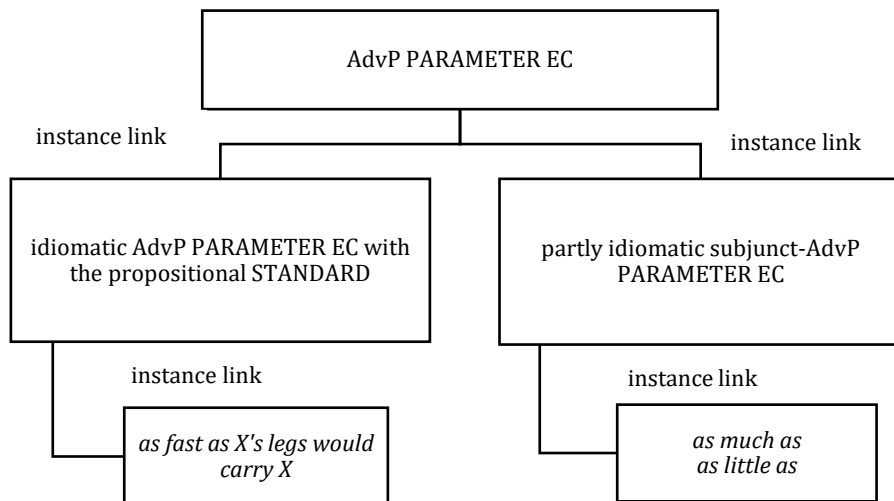 AdvP PARAMETER EC
instance link
instance link
idiomatic AdvP PARAMETER EC with
the propositional STANDARD
partly idiomatic subjunct-AdvP
PARAMETER EC
instance link
instance link
as fast as X's legs would
carry X
as much as
as little as